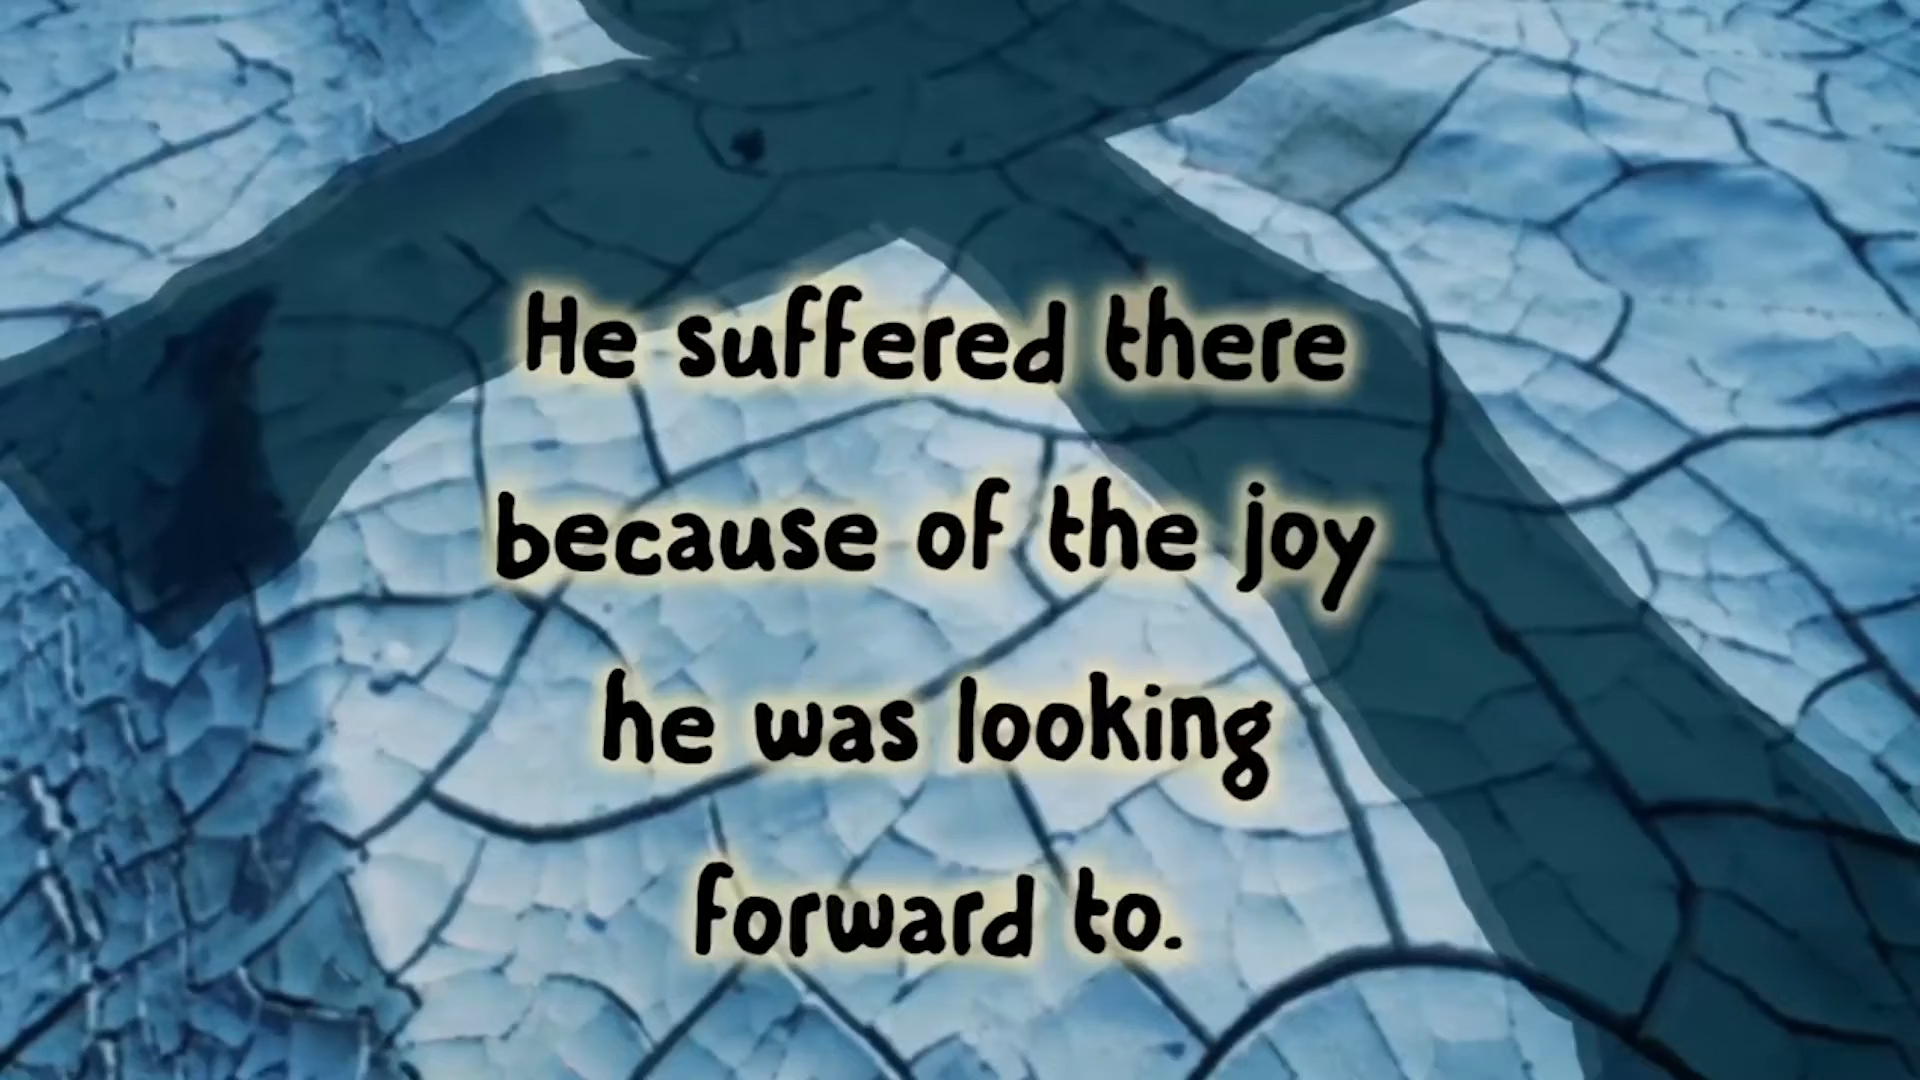 He suffered there
because of the joy
he was looking
forward to.